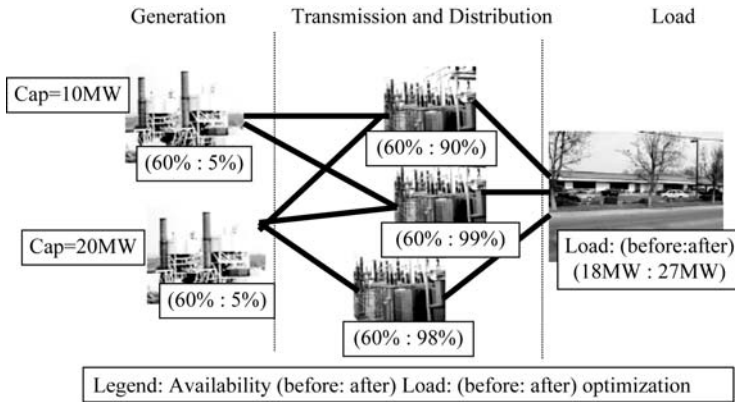 Generation
Transmission and Distribution
Load
Cap=10MW
(60% : 5%)
(60% : 90%)
(60% : 99%)
Cap=20MW
(60% : 5%)
(60% : 98%)
Load: (before:after)
(18MW : 27MW)
Legend: Availability (before: after) Load: (before: after) optimization